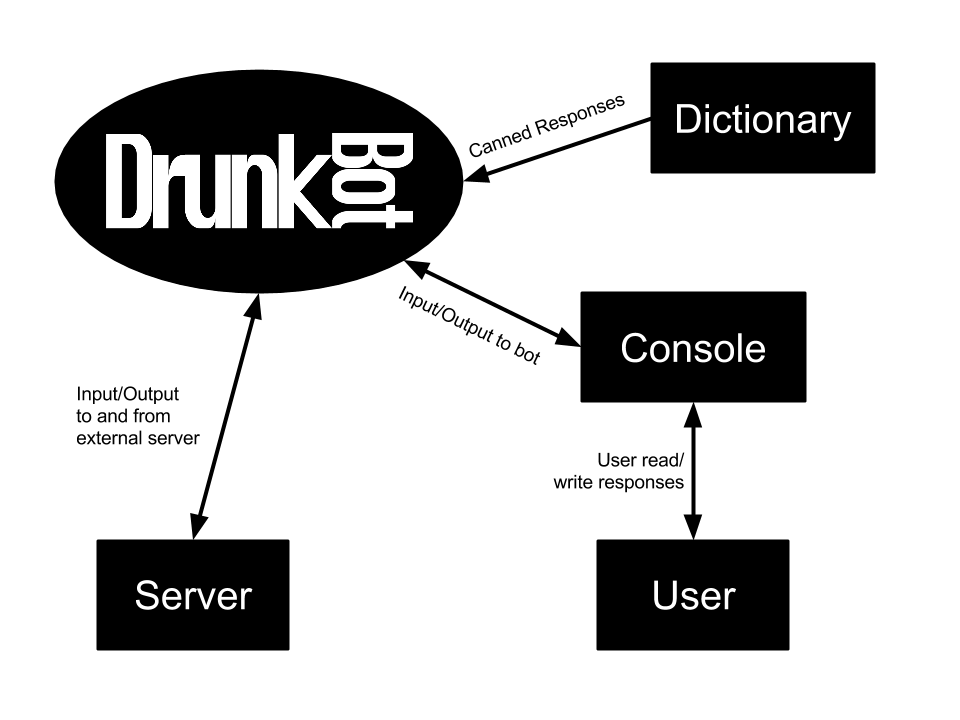 DrunkBot
Canned Responses
Dictionary
Input/Output to bot
Console
Input/Output
to and from
external server
User read/
write responses
Server
User